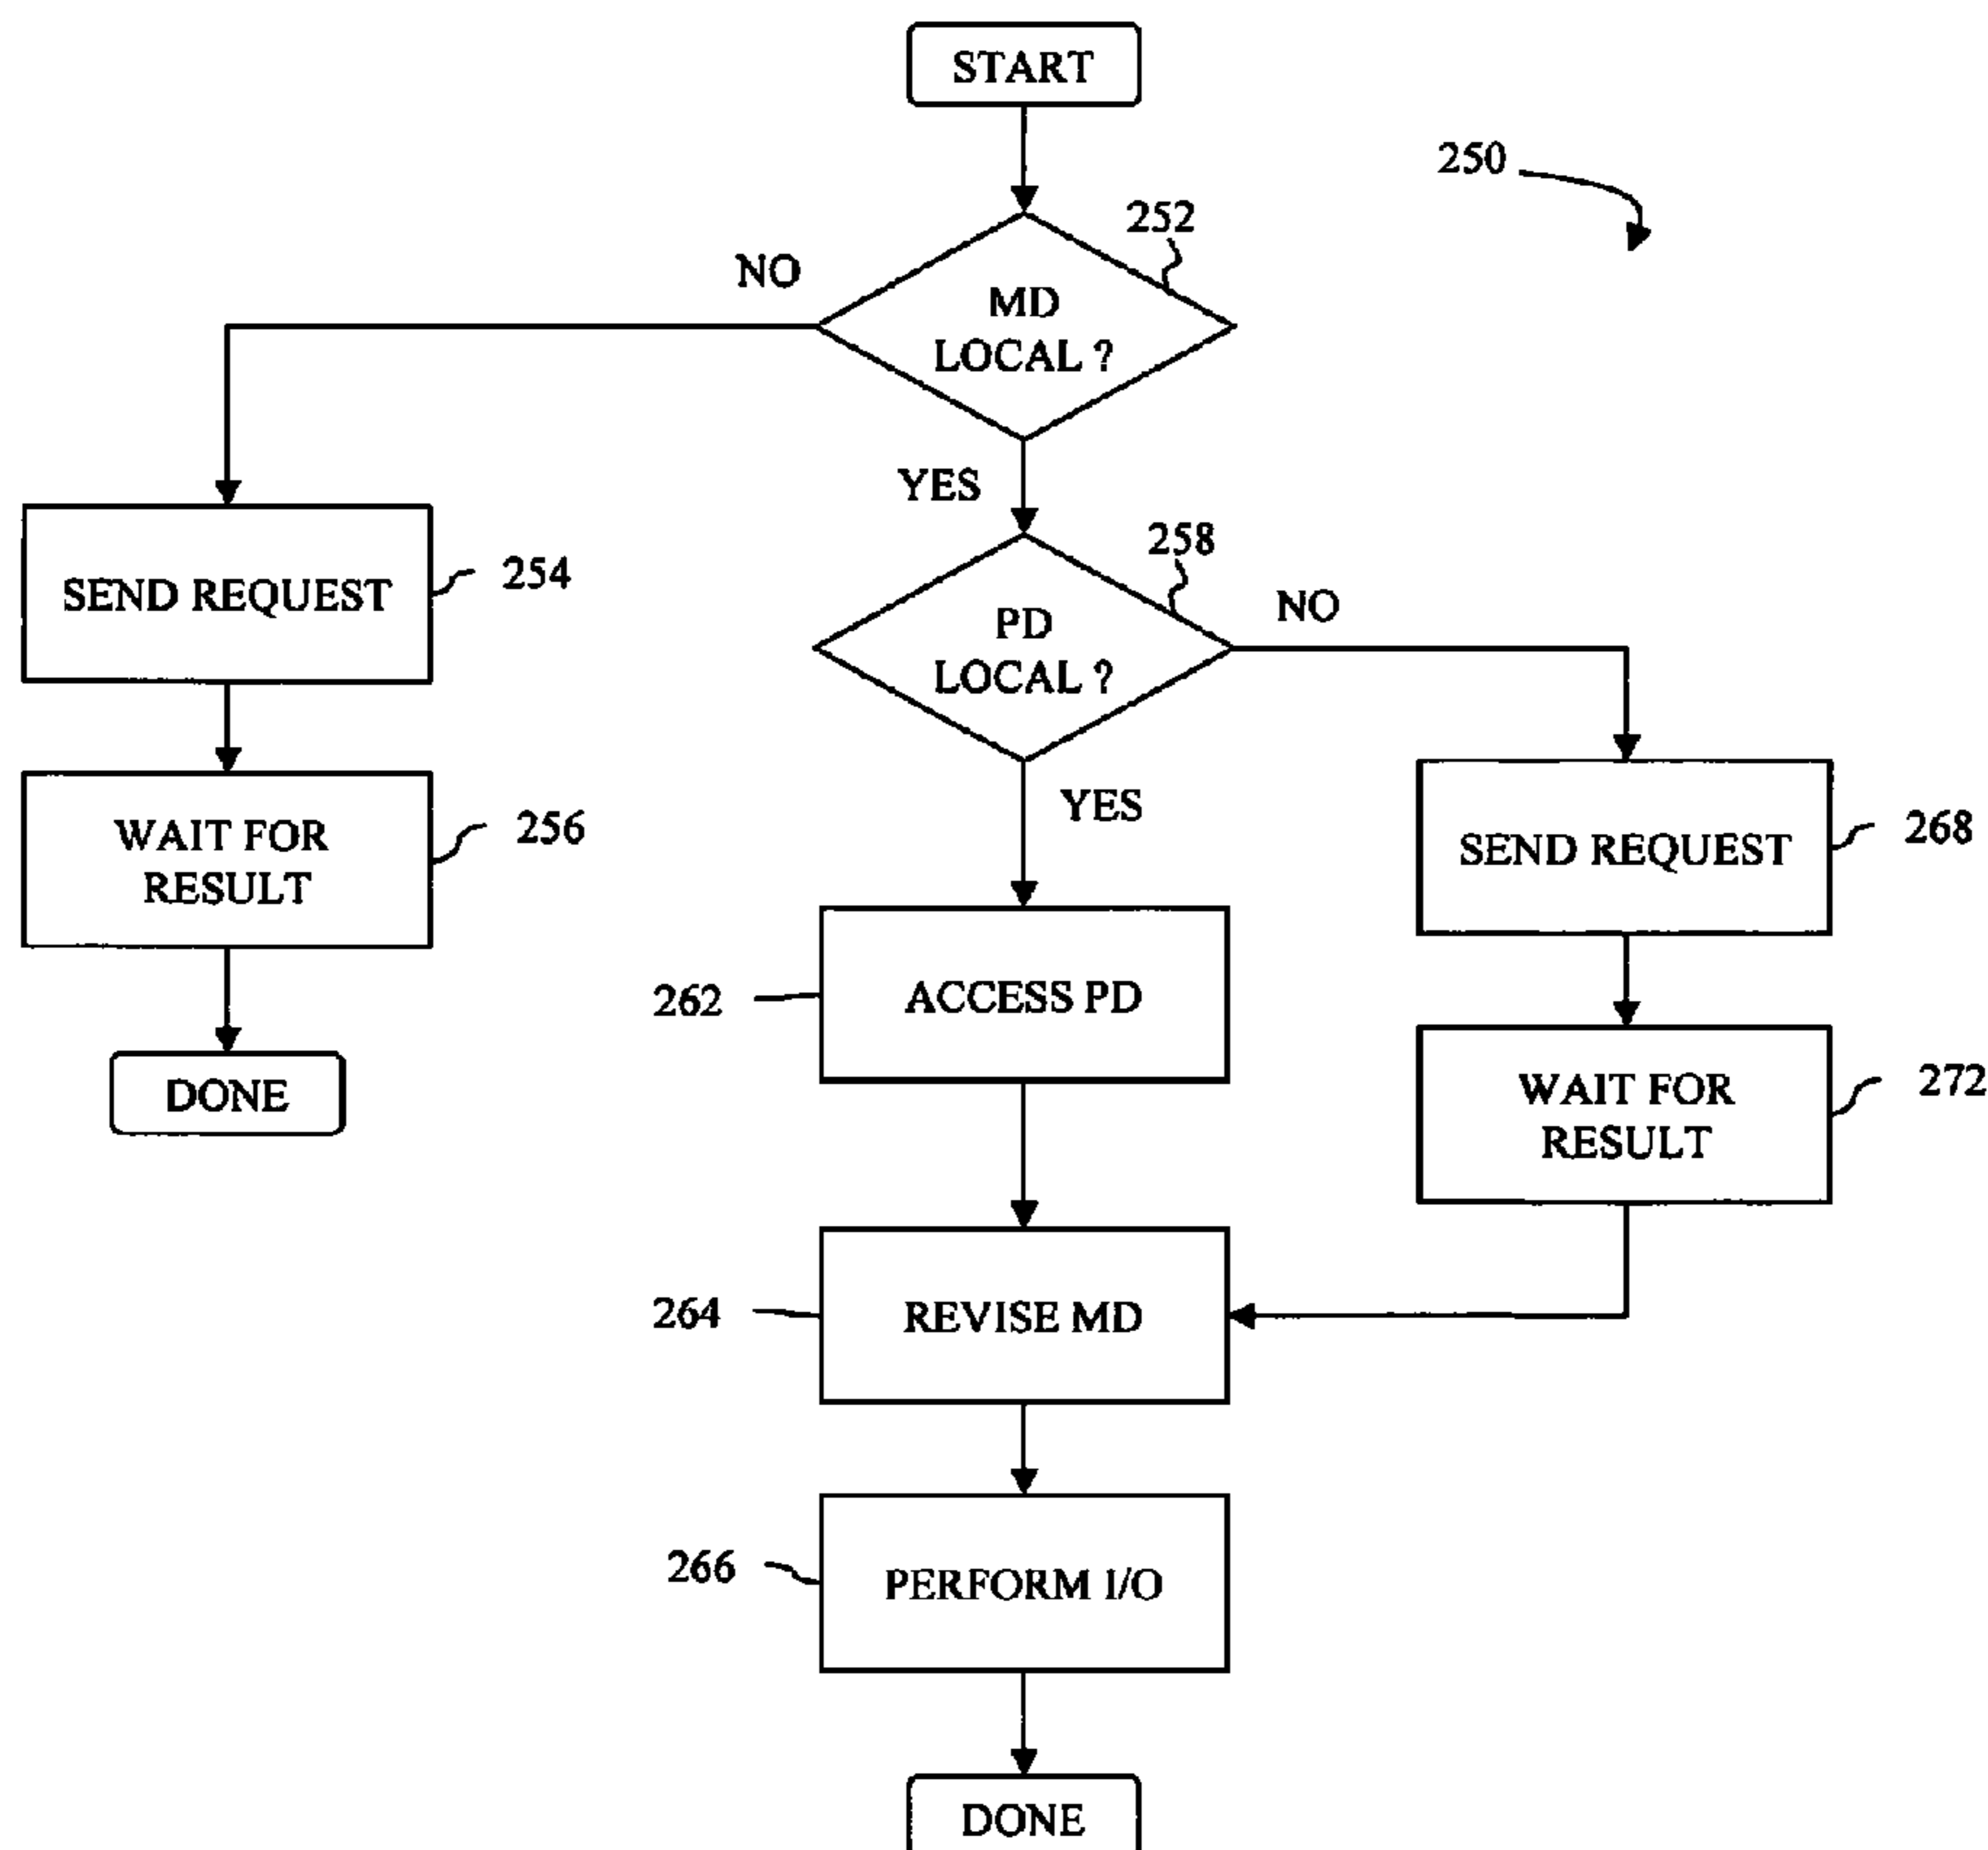 START
250
252
NO
MD
LOCAL ?
YES
258
NO
PD
LOCAL ?
SEND REQUEST
254
YES
WAIT FOR
RESULT
256
SEND REQUEST
268
262
ACCESS PD
DONE
WAIT FOR
RESULT
272
264
REVISE MD
266
PERFORM I/O
DONE